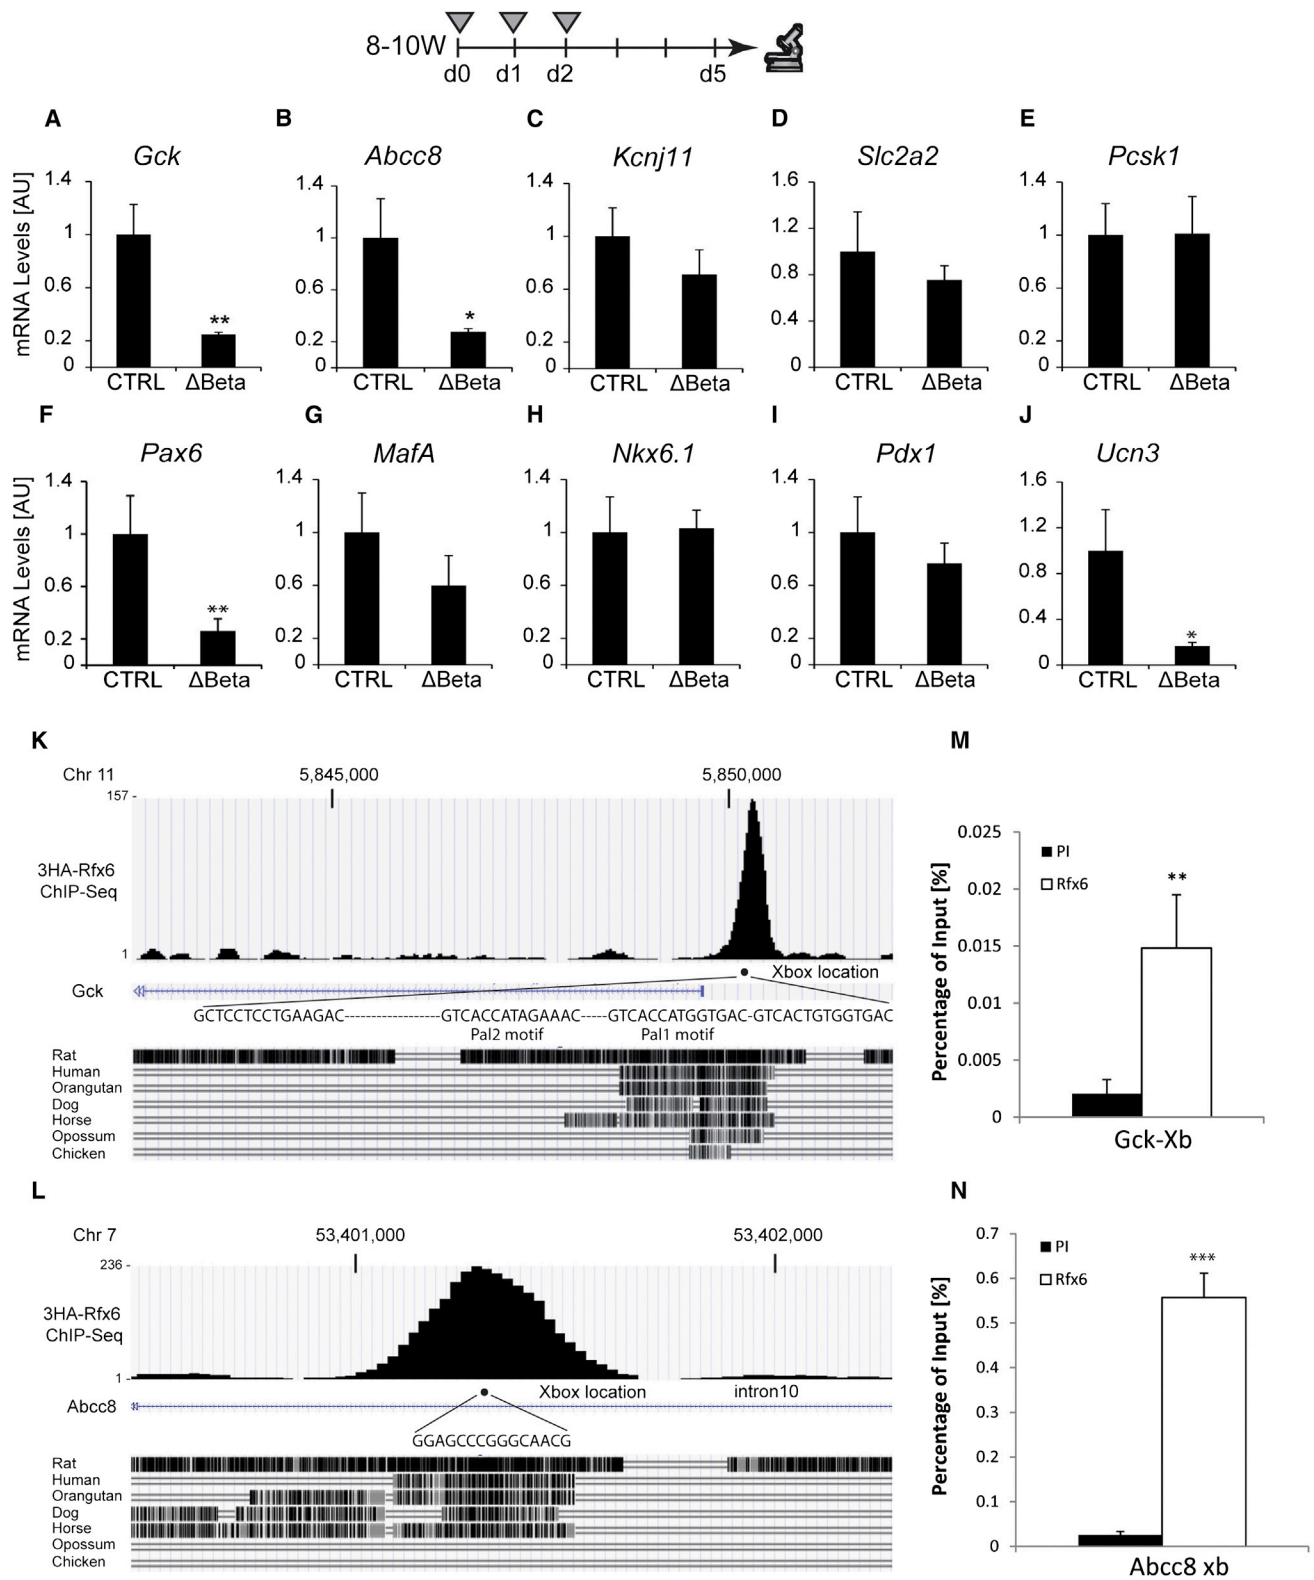 8-10W
d0 d1 d2 d5
A B C D E
Gck Abcc8 Kcnj11 Slc2a2 Pcsk1
mRNA Levels [AU]
1.4
1
0.6
0.2
0
**
CTRL ΔBeta
1.4
1
0.6
0.2
0
*
CTRL ΔBeta
1.4
1
0.6
0.2
0
CTRL ΔBeta
1.6
1.2
0.8
0.4
0
CTRL ΔBeta
1.4
1
0.6
0.2
0
CTRL ΔBeta
F G H I J
Pax6 MafA Nkx6.1 Pdx1 Ucn3
mRNA Levels [AU]
1.4
1
0.6
0.2
0
**
CTRL ΔBeta
1.4
1
0.6
0.2
0
CTRL ΔBeta
1.4
1
0.6
0.2
0
CTRL ΔBeta
1.4
1
0.6
0.2
0
CTRL ΔBeta
1.6
1.2
0.8
0.4
0
*
CTRL ΔBeta
K
Chr 11 5,845,000 5,850,000
157
3HA-Rfx6
ChIP-Seq
1
Xbox location
Gck
GCTCCTCCTGAAGAC----------------GTCACCATAGAAAC-----GTCACCATGGTGAC-GTCACTGTGGTGAC
Pal2 motif Pal1 motif
Rat
Human
Orangutan
Dog
Horse
Opossum
Chicken
M
Percentage of Input [%]
0.025
0.02
0.015
0.01
0.005
0
PI
Rfx6
**
Gck-Xb
L
Chr 7 53,401,000 53,402,000
236
3HA-Rfx6
ChIP-Seq
1
Xbox location intron10
Abcc8
GGAGCCCGGGCAACG
Rat
Human
Orangutan
Dog
Horse
Opossum
Chicken
N
Percentage of Input [%]
0.7
0.6
0.5
0.4
0.3
0.2
0.1
0
PI
Rfx6
***
Abcc8 xb